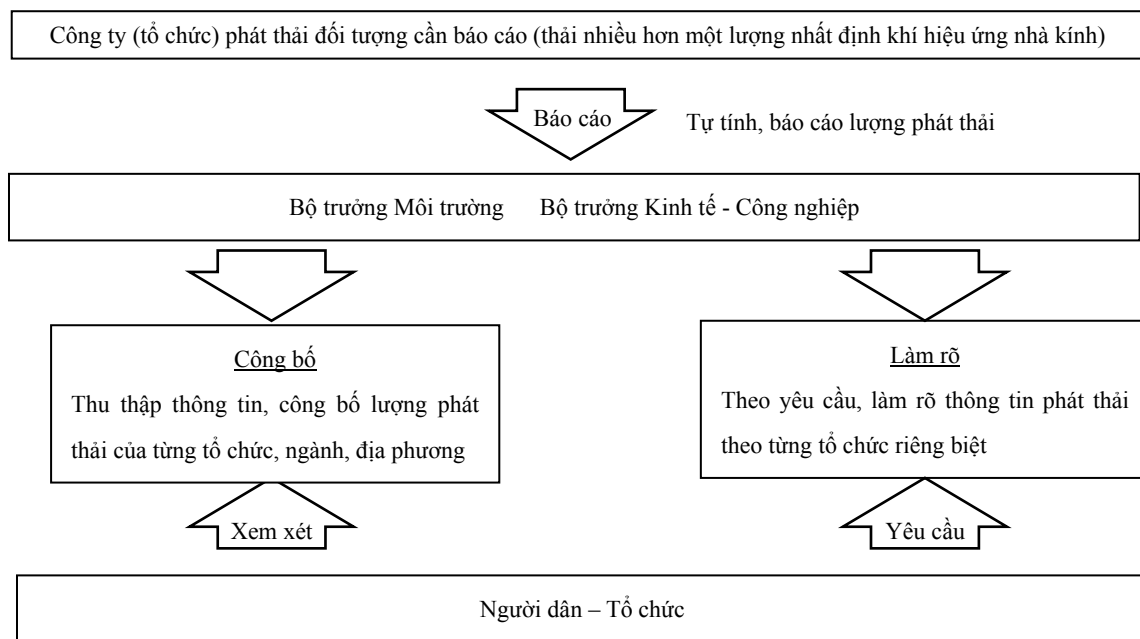 Công ty (tổ chức) phát thải đối tượng cần báo cáo (thải nhiều hơn một lượng nhất định khí hiệu ứng nhà kính)
Báo cáo
Tự tính, báo cáo lượng phát thải
Bộ trưởng Môi trường Bộ trưởng Kinh tế - Công nghiệp
Công bố
Thu thập thông tin, công bố lượng phát
thải của từng tổ chức, ngành, địa phương
Làm rõ
Theo yêu cầu, làm rõ thông tin phát thải
theo từng tổ chức riêng biệt
Xem xét
Yêu cầu
Người dân – Tổ chức